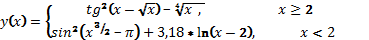 y(x) = { tg²(x − √x) − ∜x , x ≥ 2
sin²(x^{3/2} − π) + 3,18 * ln(x − 2), x < 2